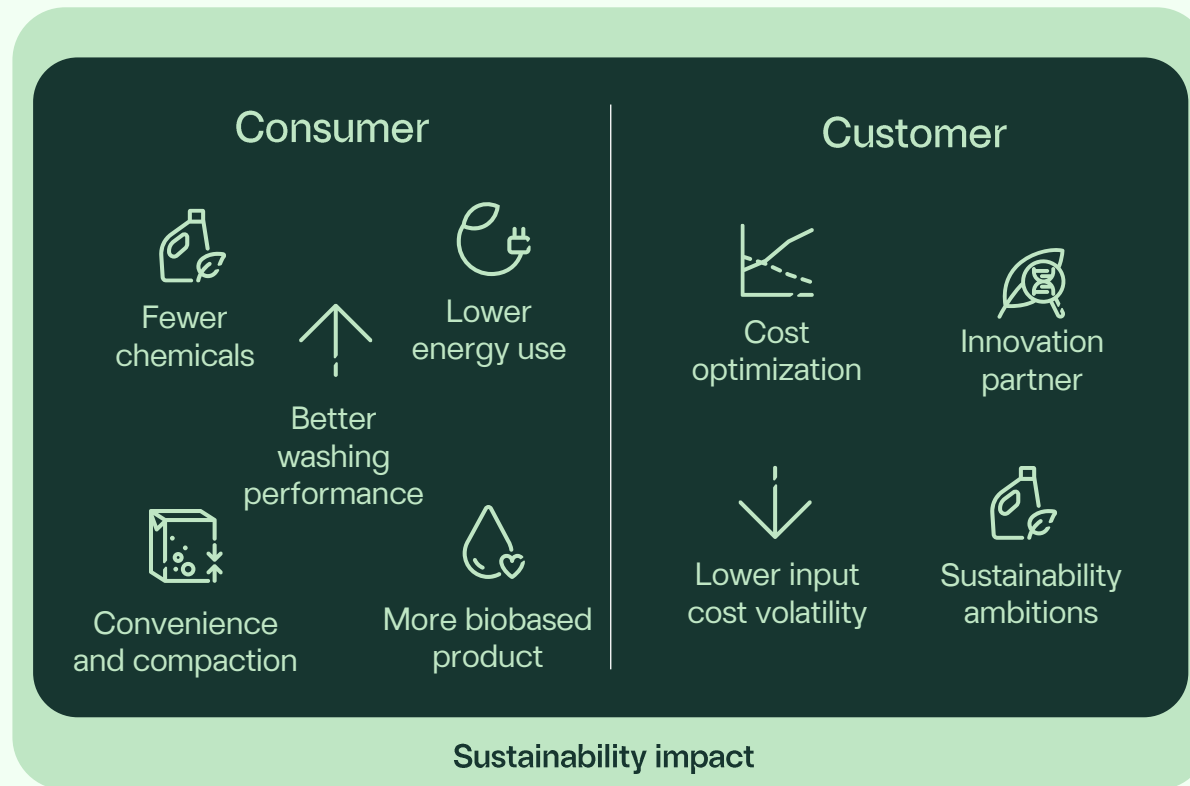 Consumer
Fewer
chemicals
Lower
energy use
Better
washing
performance
Convenience
and compaction
More biobased
product
Customer
Cost
optimization
Innovation
partner
Lower input
cost volatility
Sustainability
ambitions
Sustainability impact